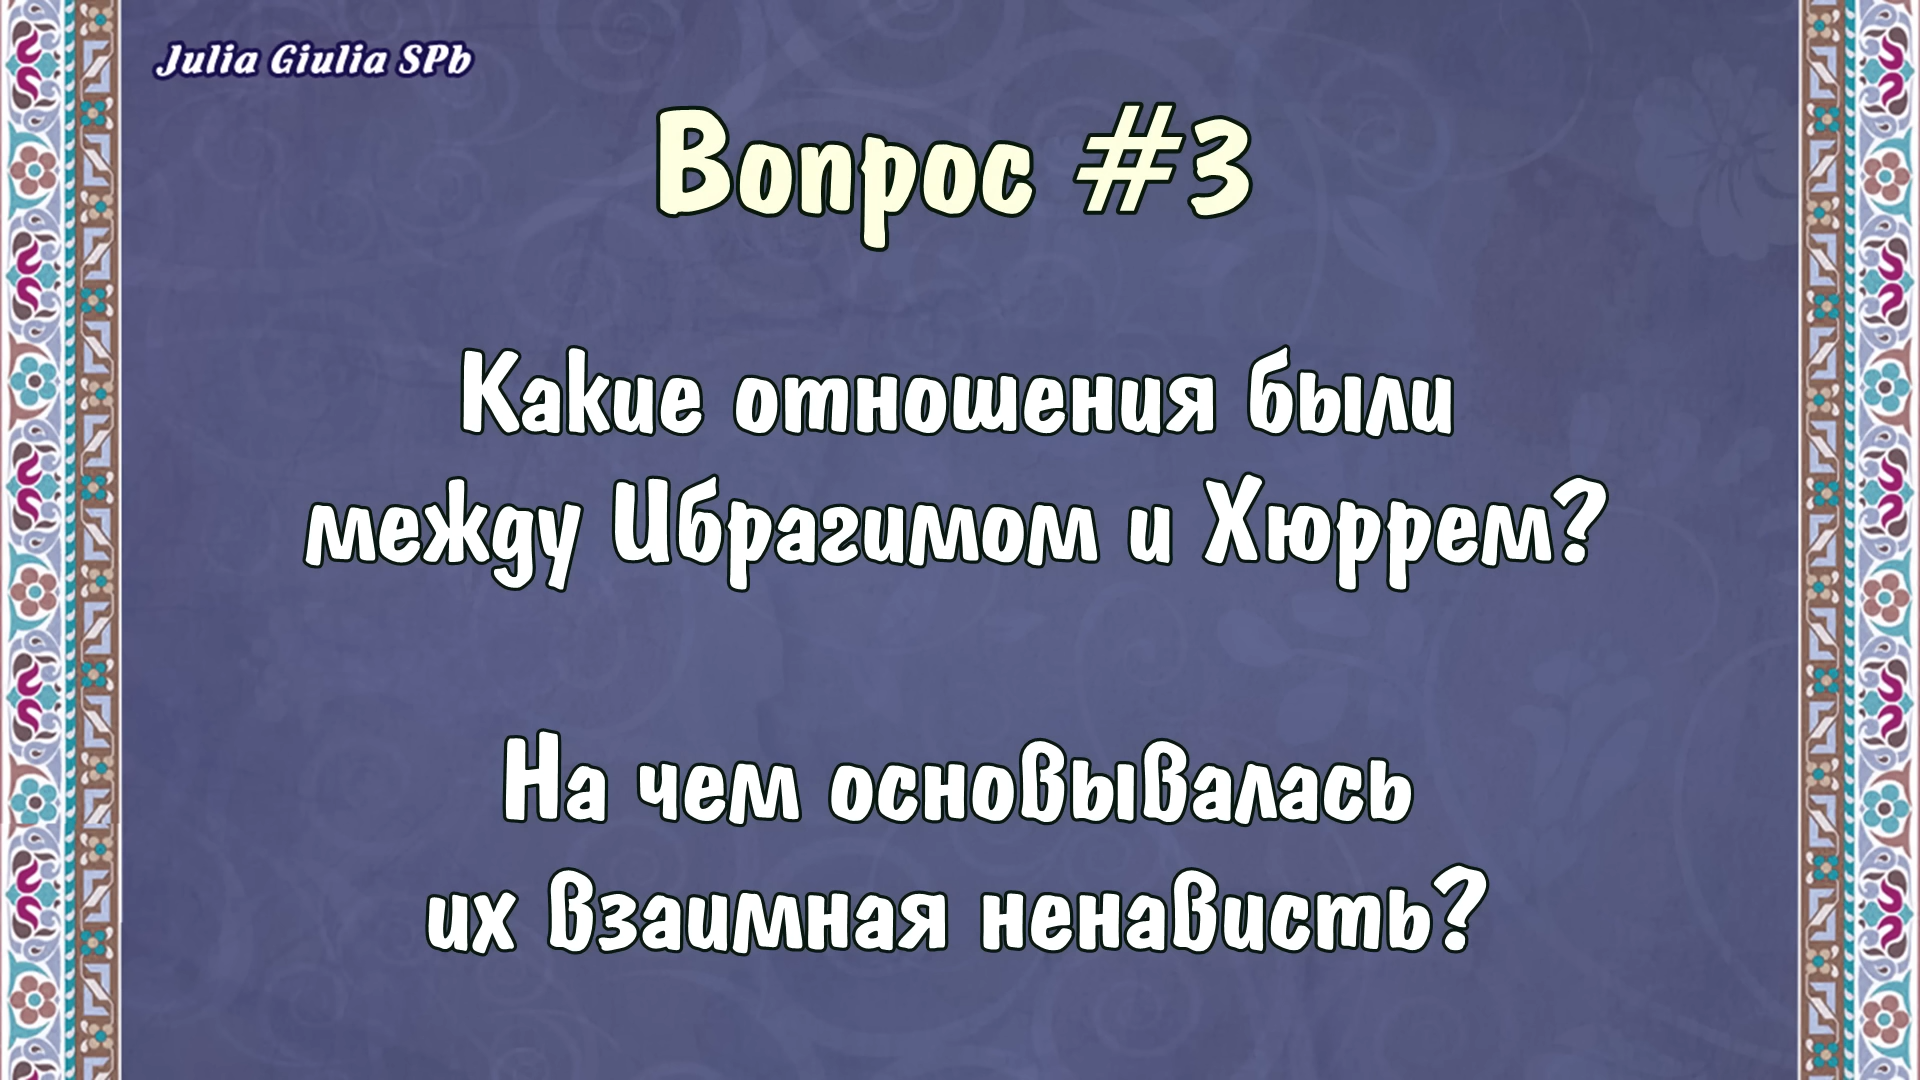 Julia Giulia SPb
Вопрос #3
Какие отношения были
между Ибрагимом и Хюррем?
На чем основывалась
их взаимная ненависть?